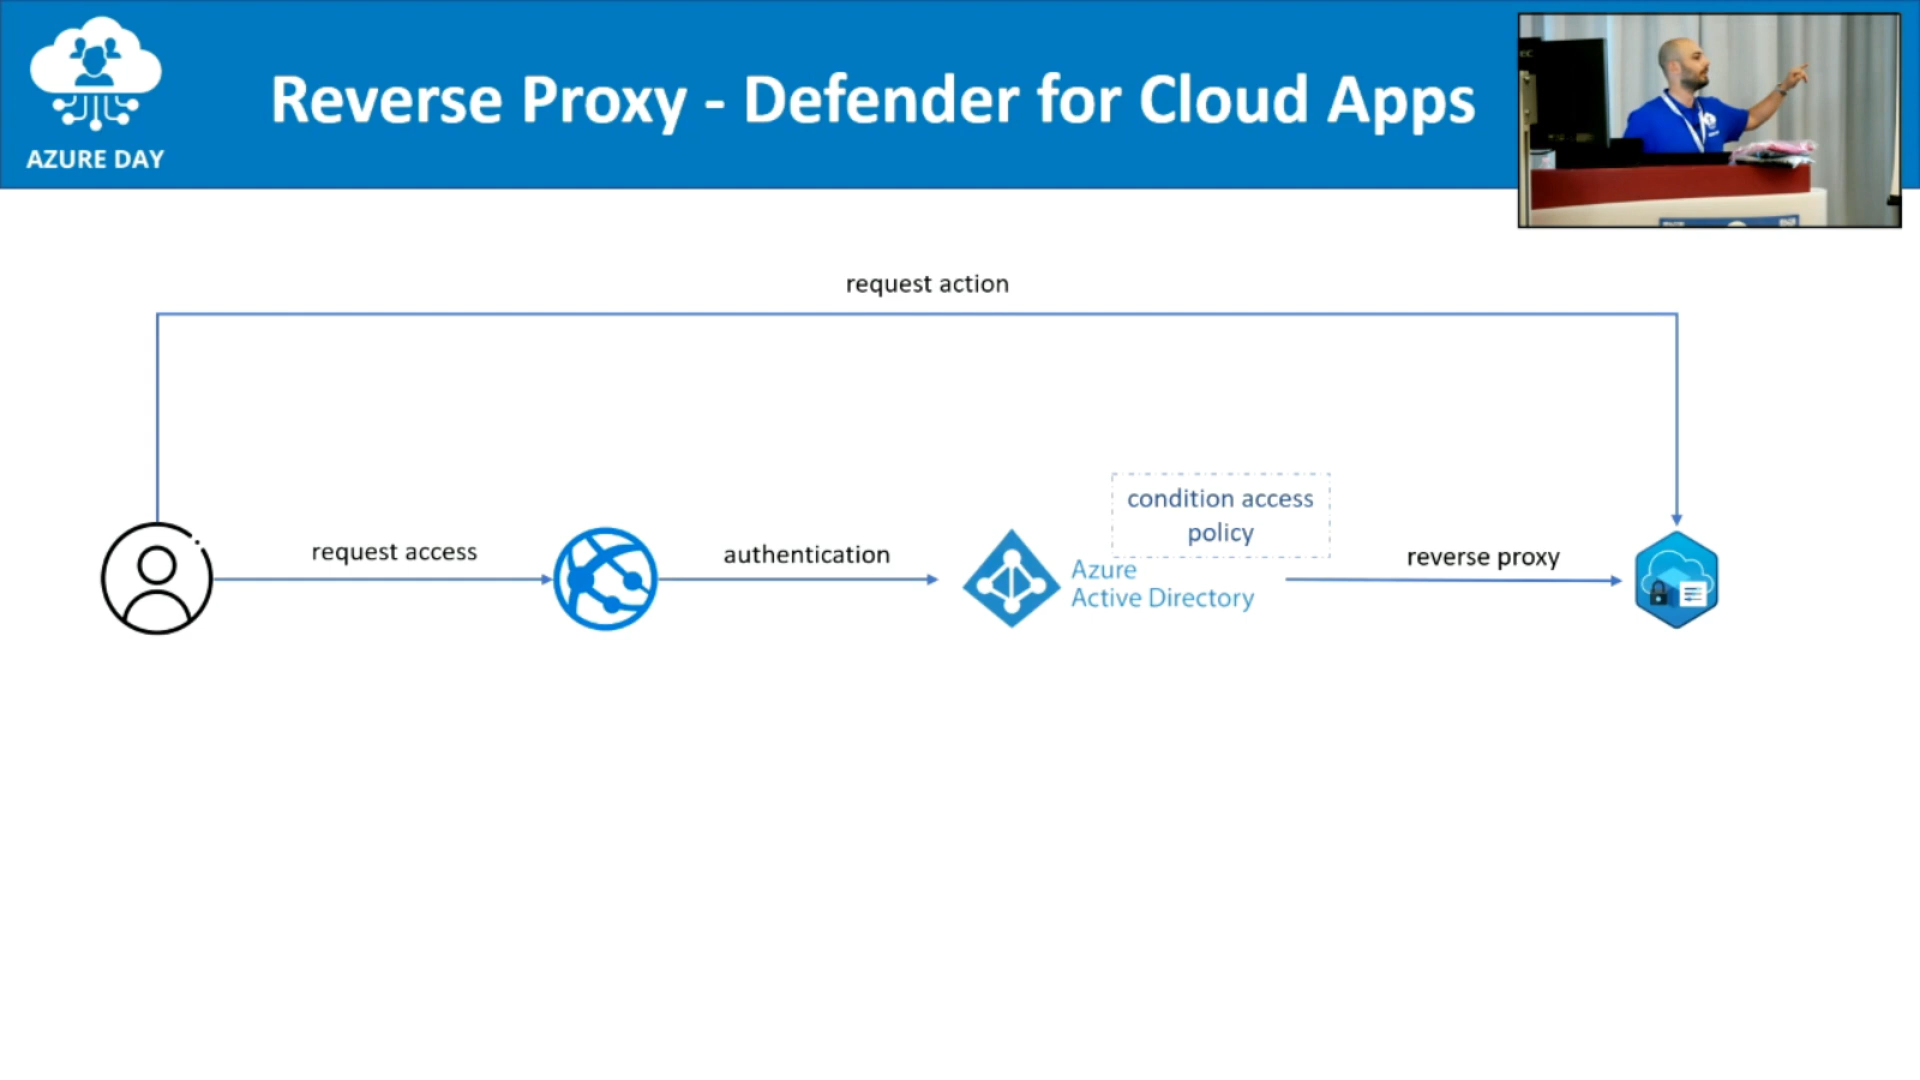 AZURE DAY
Reverse Proxy - Defender for Cloud Apps
request action
condition access
policy
request access
authentication
Azure
Active Directory
reverse proxy